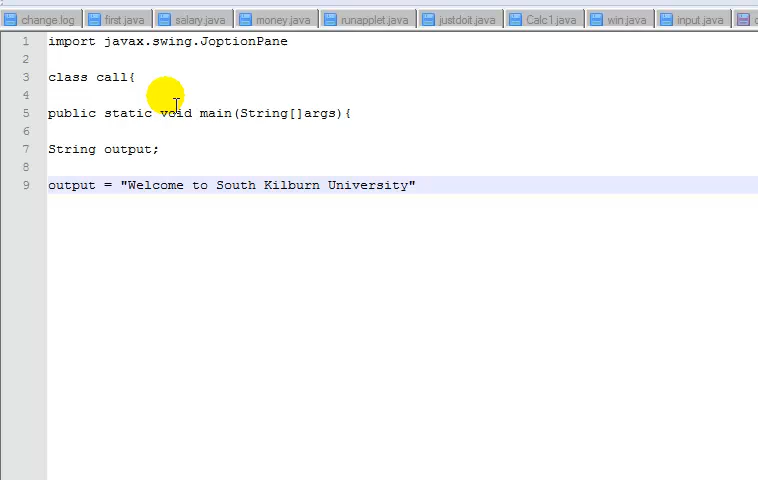 change.log first.java salary.java money.java runapplet.java justdoit.java Calc1.java win.java input.java
1 import javax.swing.JoptionPane
2
3 class call{
4
5 public static void main(String[]args){
6
7 String output;
8
9 output = "Welcome to South Kilburn University"